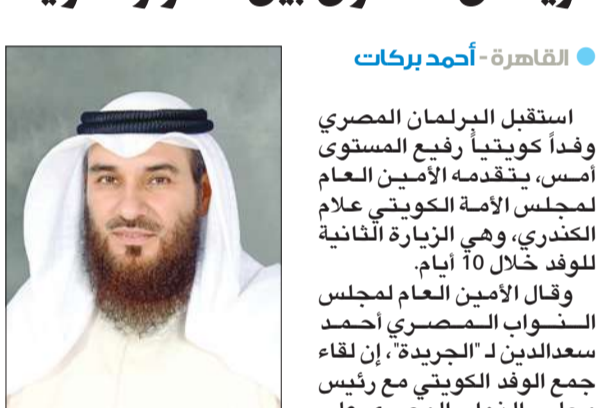 القاهرة - أحمد بركات
استقبل البرلمان المصري
وفداً كويتياً رفيع المستوى
أمس، يتقدمه الأمين العام
لمجلس الأمة الكويتي علام
الكندري، وهي الزيارة الثانية
للوفد خلال 10 أيام.
وقال الأمين العام لمجلس
النواب المصري أحمد
سعدالدين لـ "الجريدة"، إن لقاء
جمع الوفد الكويتي مع رئيس